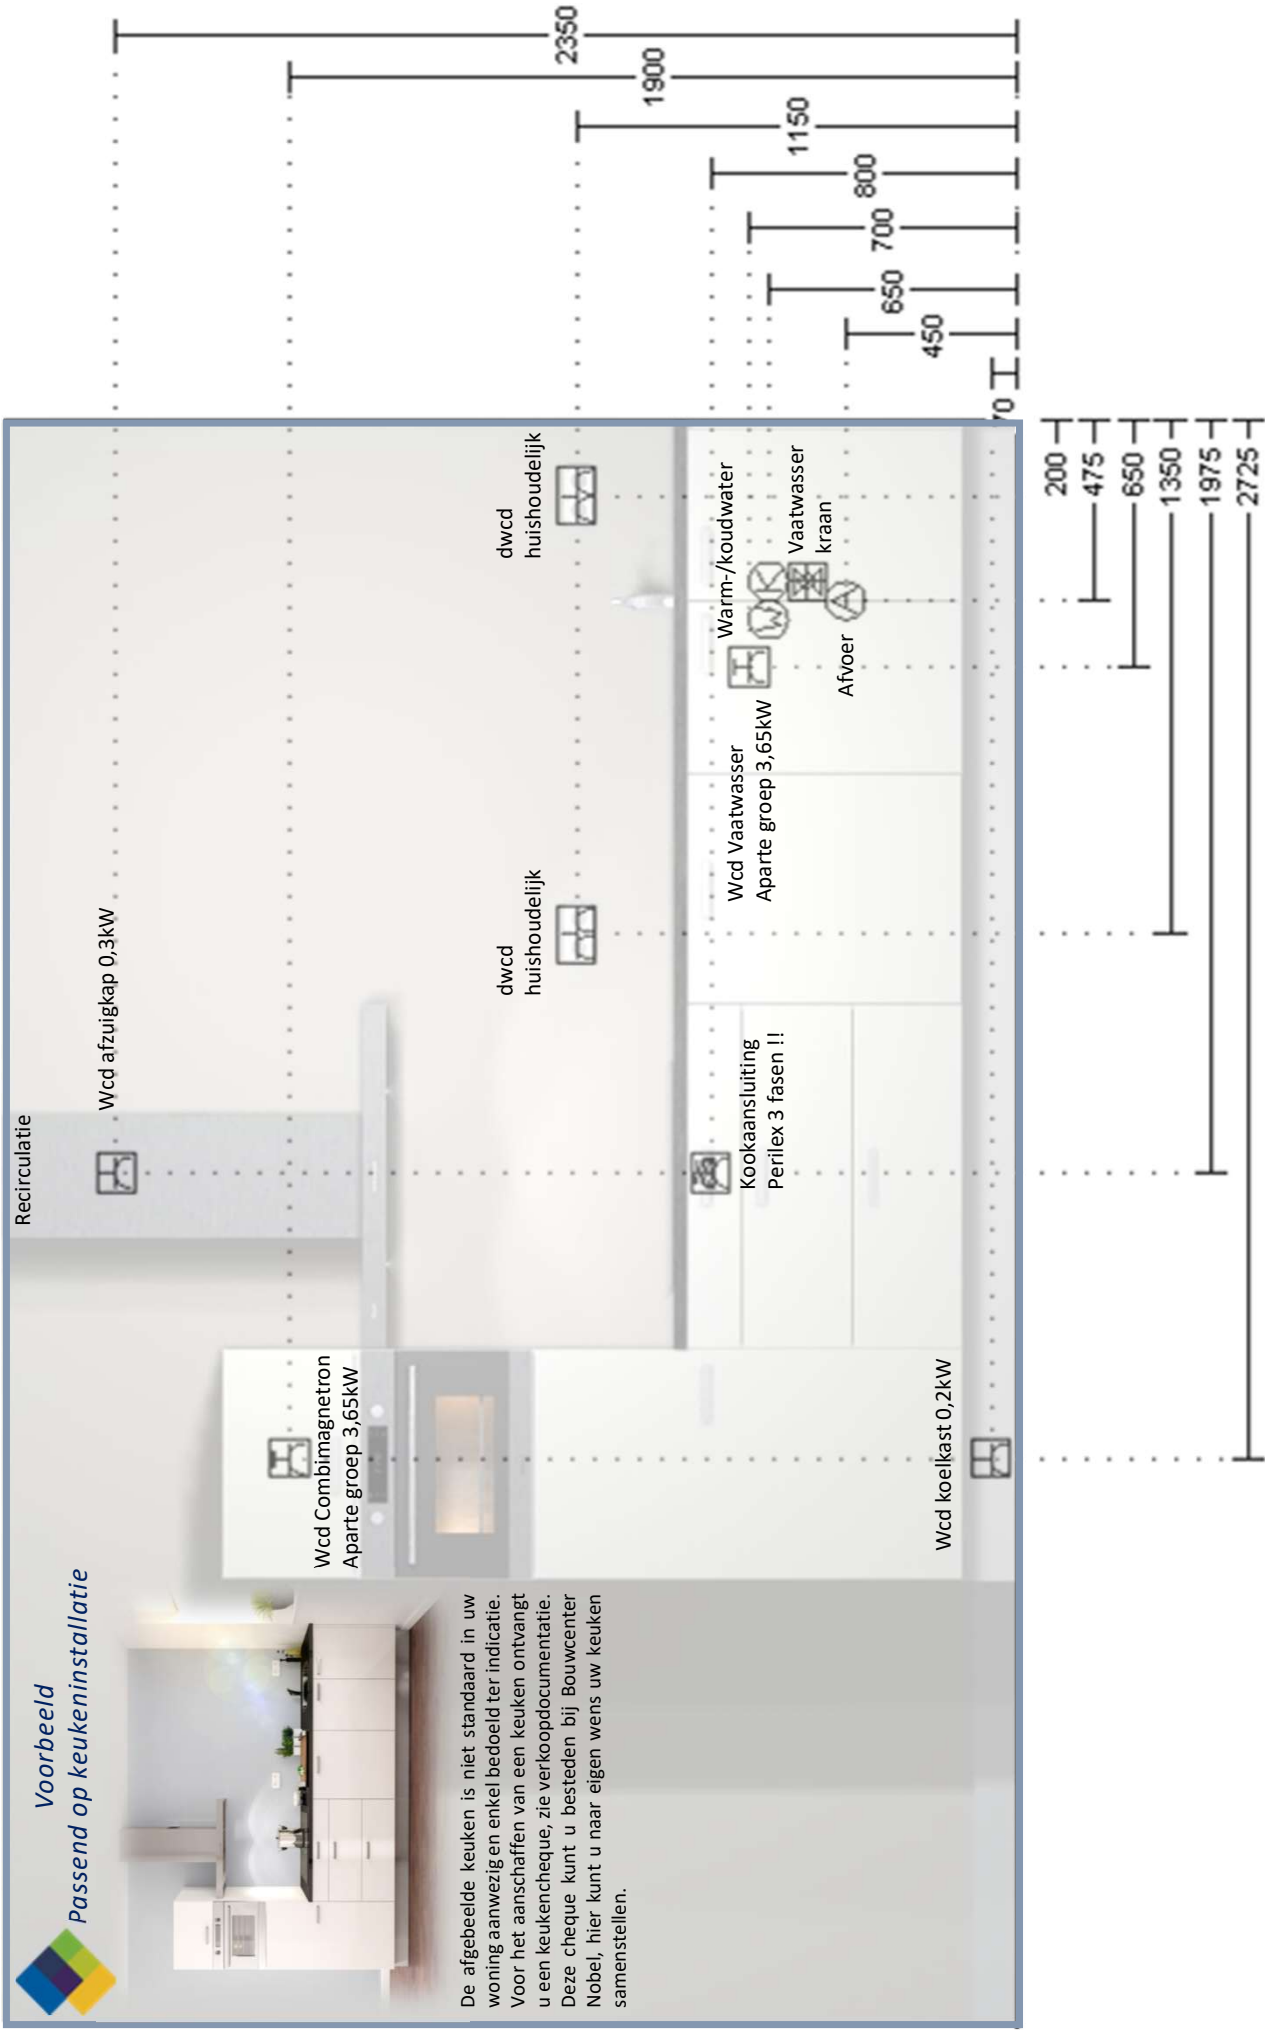 Voorbeeld
Passend op keukeninstallatie
De afgebeelde keuken is niet standaard in uw
woning aanwezig en enkel bedoeld ter indicatie.
Voor het aanschaffen van een keuken ontvangt
u een keukencheque, zie verkoopdocumentatie.
Deze cheque kunt u besteden bij Bouwcenter
Nobel, hier kunt u naar eigen wens uw keuken
samenstellen.
Recirculatie
Wcd afzuigkap 0,3kW
Wcd Combimagnetron
Aparte groep 3,65kW
dwcd
huishoudelijk
dwcd
huishoudelijk
Kookaansluiting
Perilex 3 fasen !!
Wcd Vaatwasser
Aparte groep 3,65kW
Warm-/koudwater
W
K
Vaatwasser
kraan
A
Afvoer
Wcd koelkast 0,2kW
2350
1900
1150
800
700
650
450
70
200
475
650
1350
1975
2725